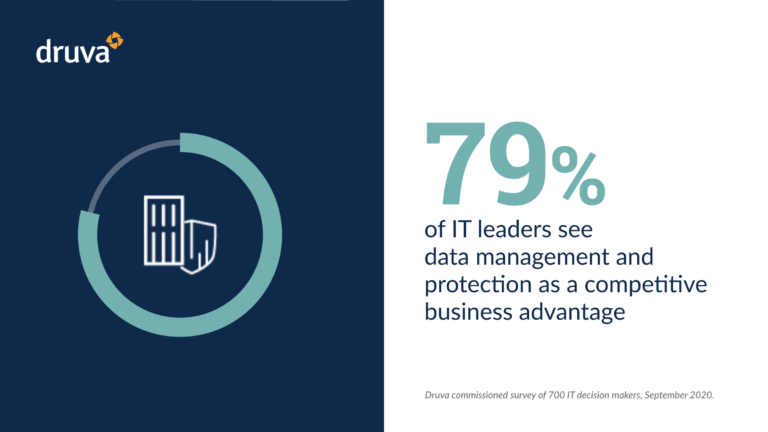 druva
79%
of IT leaders see
data management and
protection as a competitive
business advantage
Druva commissioned survey of 700 IT decision makers, September 2020.